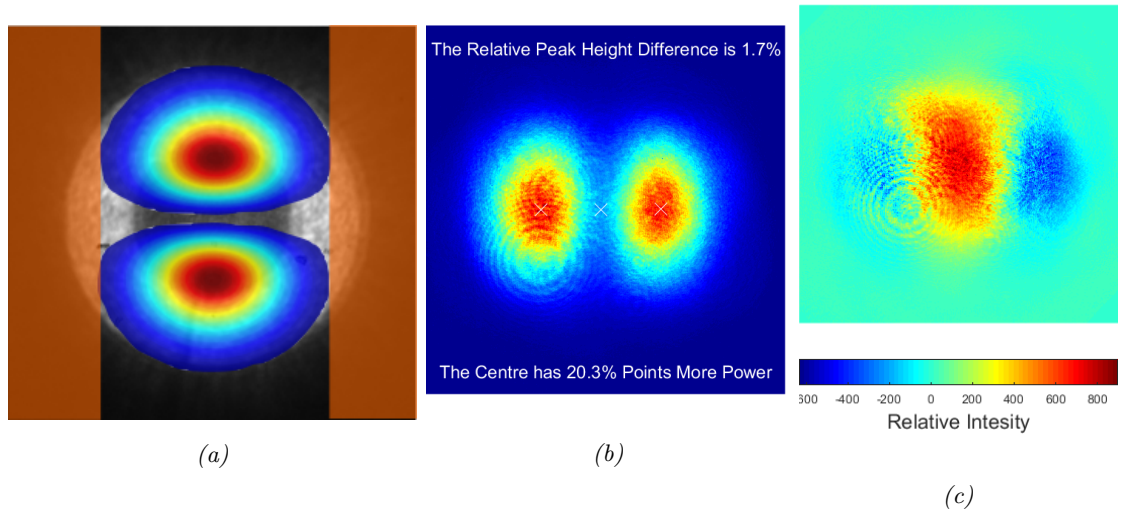 The Relative Peak Height Difference is 1.7%
The Centre has 20.3% Points More Power
600 -400 -200 0 200 400 600 800
Relative Intesity
(a)
(b)
(c)